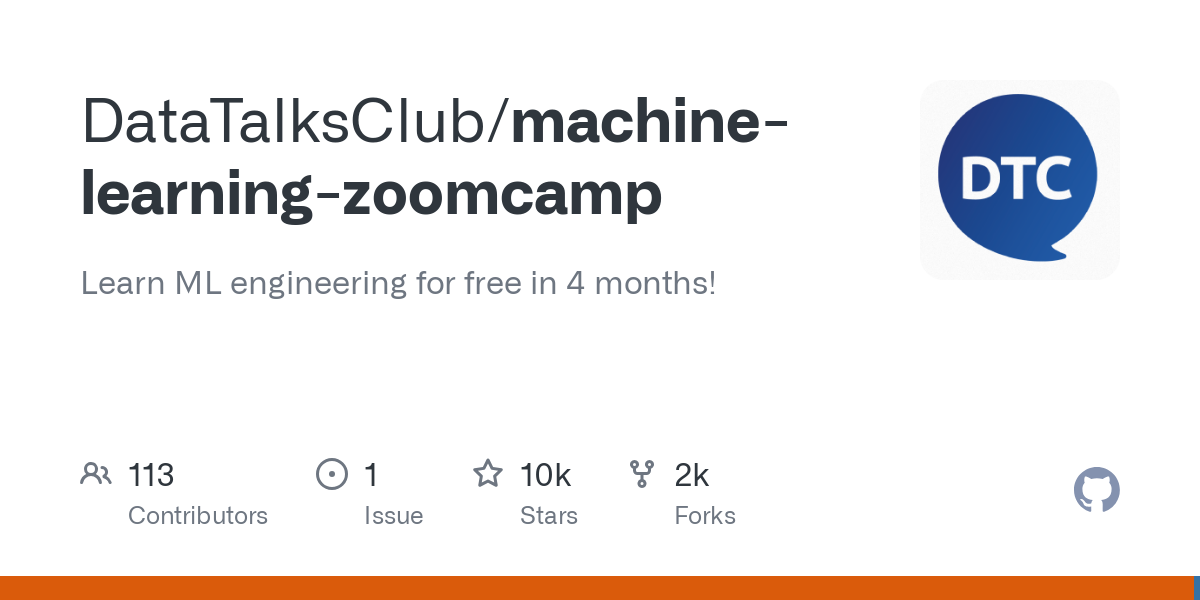 DataTalksClub/machine-
learning-zoomcamp
DTC
Learn ML engineering for free in 4 months!
113
Contributors
1
Issue
10k
Stars
2k
Forks